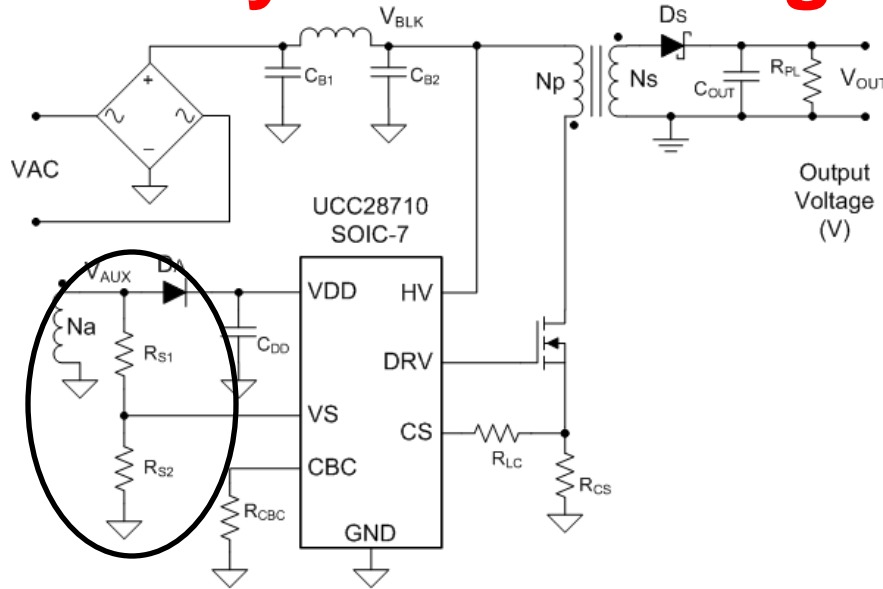 VBLK
DS
CB1
CB2
Np
Ns
COUT
RPL
VOUT
VAC
Output
Voltage
(V)
UCC28710
SOIC-7
VAUX
DA
VDD
HV
Na
CDD
RS1
DRV
VS
CS
RLC
RS2
CBC
RCS
RCBC
GND